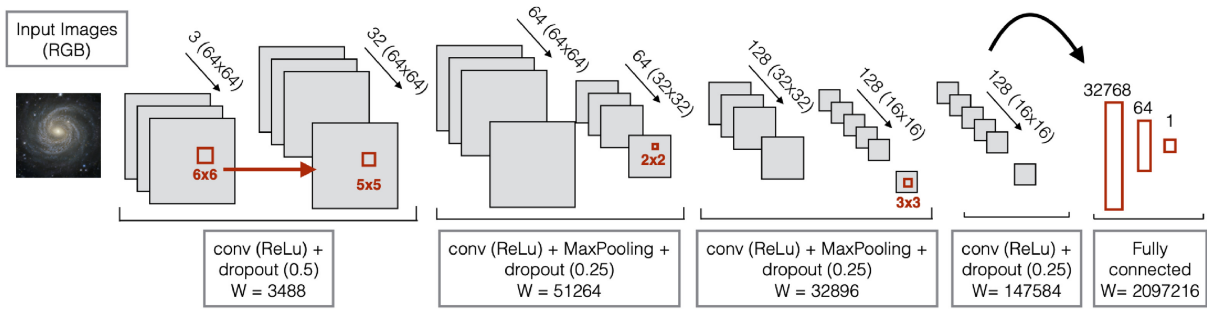 Input Images
(RGB)
3 (64x64)
32 (64x64)
64 (64x64)
64 (32x32)
128 (32x32)
128 (16x16)
128 (16x16)
32768
64
1
6x6
5x5
2x2
3x3
conv (ReLu) +
dropout (0.5)
W = 3488
conv (ReLu) + MaxPooling +
dropout (0.25)
W = 51264
conv (ReLu) + MaxPooling +
dropout (0.25)
W = 32896
conv (ReLu) +
dropout (0.25)
W= 147584
Fully
connected
W= 2097216